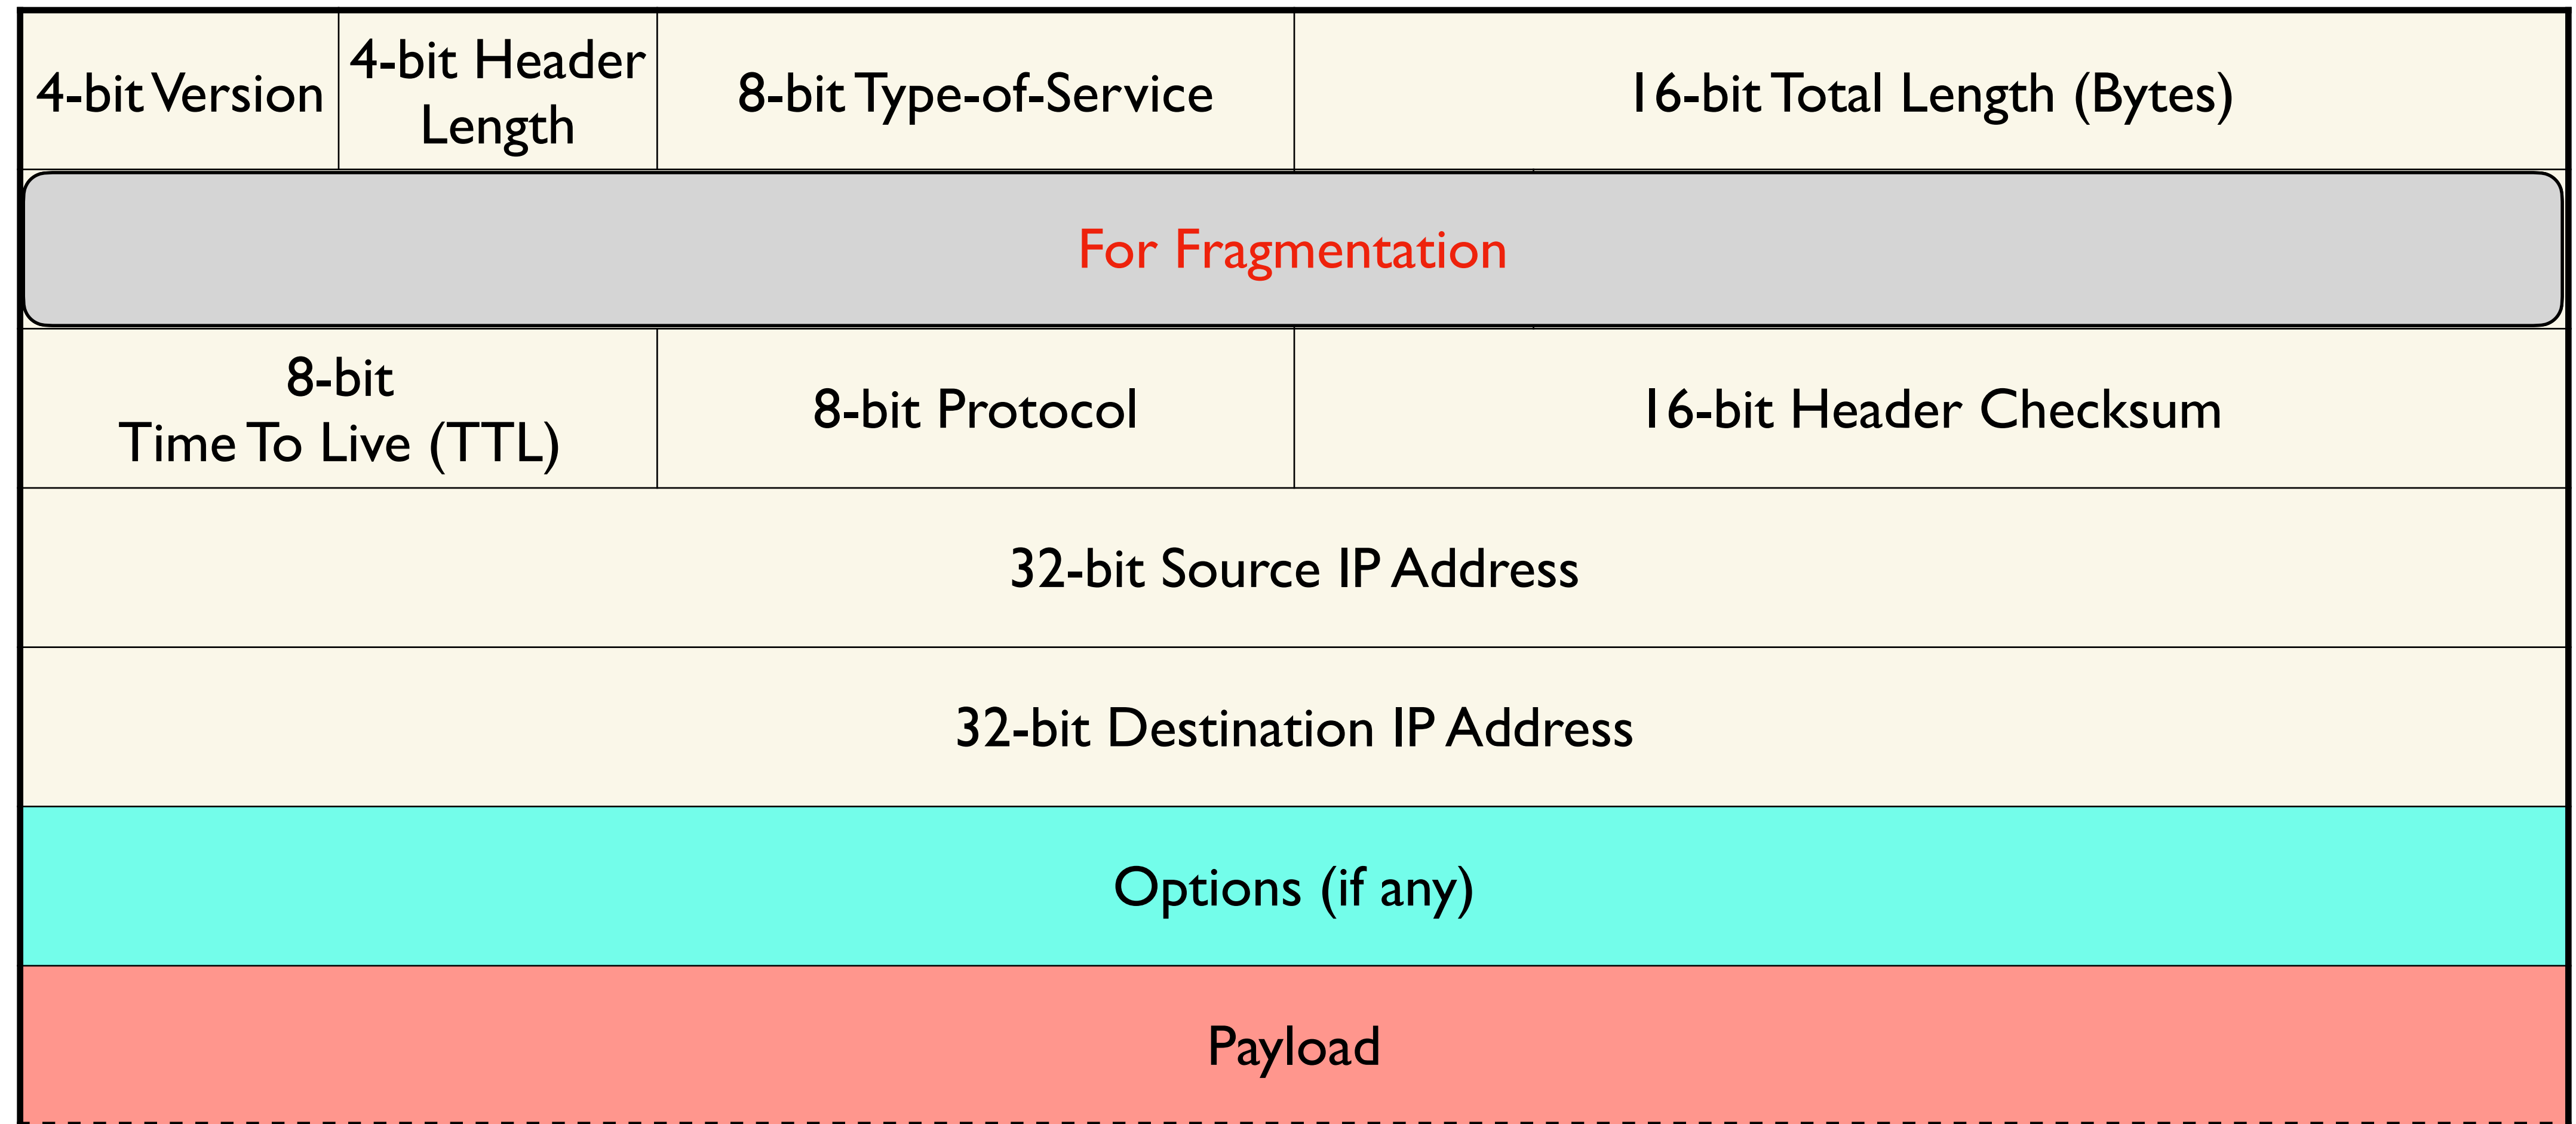 4-bit Version
4-bit Header
Length
8-bit Type-of-Service
16-bit Total Length (Bytes)
For Fragmentation
8-bit
Time To Live (TTL)
8-bit Protocol
16-bit Header Checksum
32-bit Source IP Address
32-bit Destination IP Address
Options (if any)
Payload